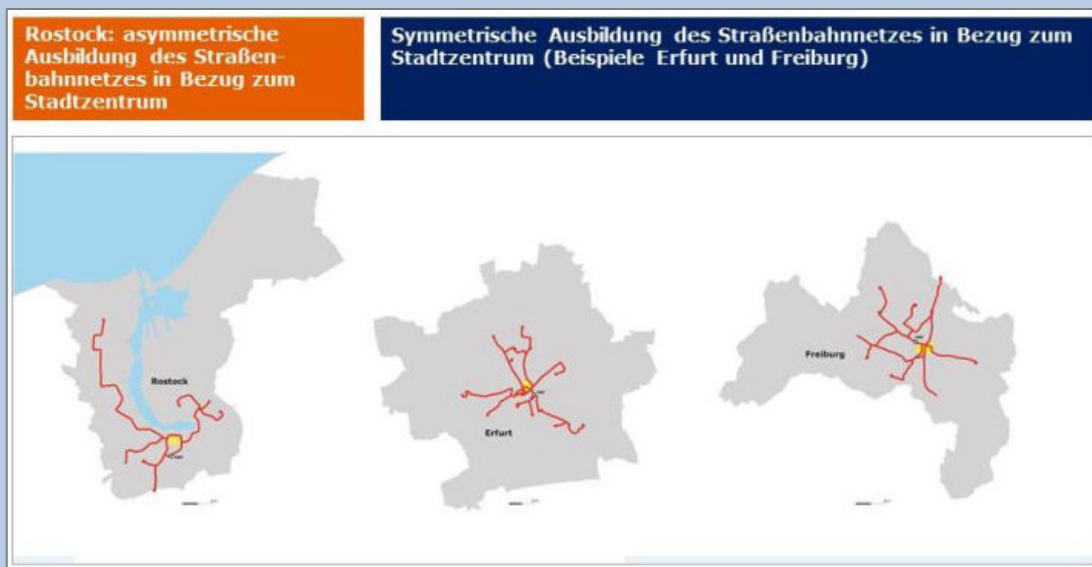 Rostock: asymmetrische
Ausbildung des Straßen-
bahnnetzes in Bezug zum
Stadtzentrum
Symmetrische Ausbildung des Straßenbahnnetzes in Bezug zum
Stadtzentrum (Beispiele Erfurt und Freiburg)
Rostock
Erfurt
Freiburg